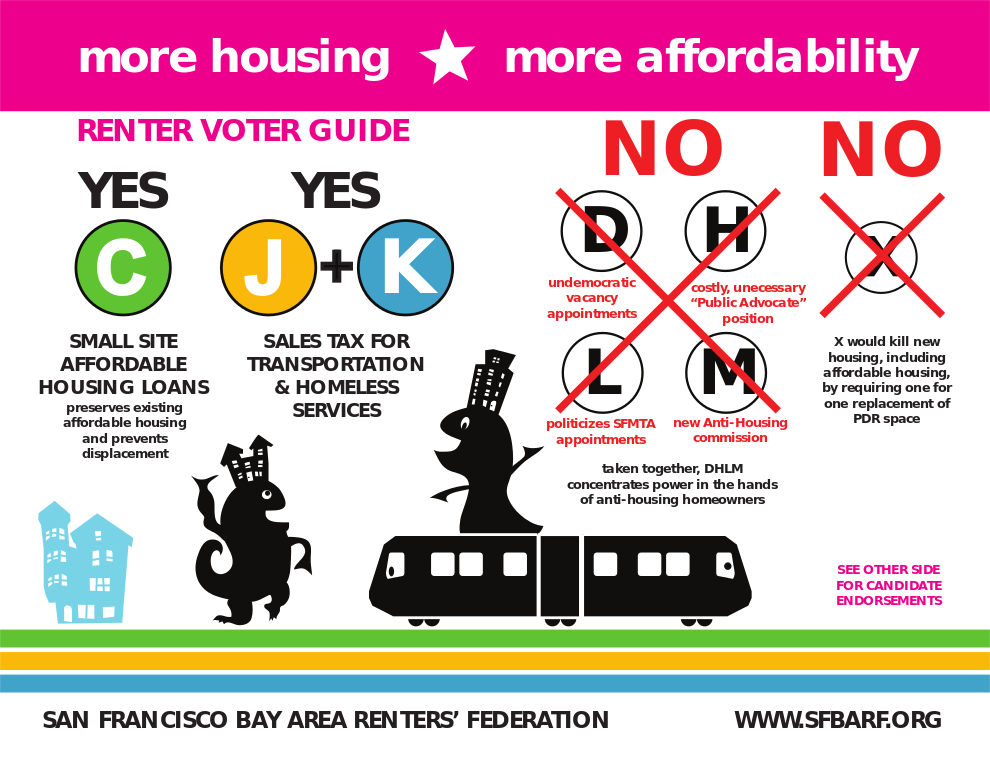 more housing ★ more affordability
RENTER VOTER GUIDE
YES
C
SMALL SITE
AFFORDABLE
HOUSING LOANS
preserves existing
affordable housing
and prevents
displacement
YES
J + K
SALES TAX FOR
TRANSPORTATION
& HOMELESS
SERVICES
NO
D
undemocratic
vacancy
appointments
H
costly, unecessary
“Public Advocate”
position
L
politicizes SFMTA
appointments
M
new Anti-Housing
commission
taken together, DHLM
concentrates power in the hands
of anti-housing homeowners
NO
X
X would kill new
housing, including
affordable housing,
by requiring one for
one replacement of
PDR space
SEE OTHER SIDE
FOR CANDIDATE
ENDORSEMENTS
SAN FRANCISCO BAY AREA RENTERS’ FEDERATION
WWW.SFBARF.ORG